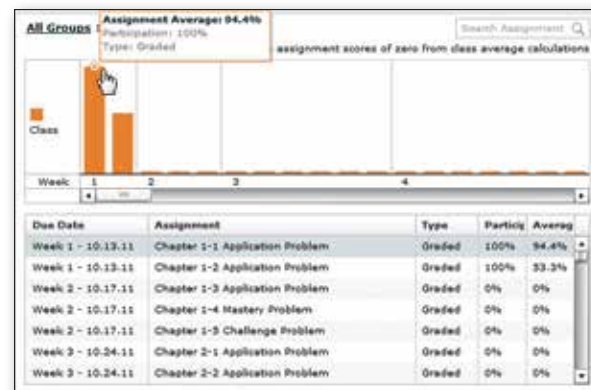 All Groups
Assignment Average: 94.4%
Participation: 100%
Type: Graded
Search Assignment
assignment scores of zero from class average calculations
Class
Week 1 2 3 4
Due Date Assignment Type Particip Averag
Week 1 - 10.13.11 Chapter 1-1 Application Problem Graded 100% 94.4%
Week 1 - 10.13.11 Chapter 1-2 Application Problem Graded 100% 53.3%
Week 2 - 10.17.11 Chapter 1-3 Application Problem Graded 0% 0%
Week 2 - 10.17.11 Chapter 1-4 Mastery Problem Graded 0% 0%
Week 2 - 10.17.11 Chapter 1-5 Challenge Problem Graded 0% 0%
Week 3 - 10.24.11 Chapter 2-1 Application Problem Graded 0% 0%
Week 3 - 10.24.11 Chapter 2-2 Application Problem Graded 0% 0%